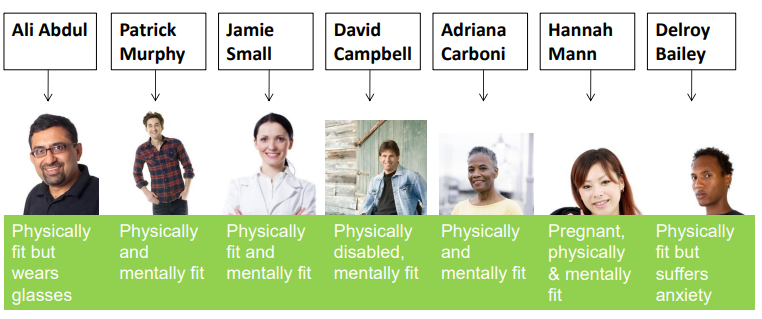 Ali Abdul
Patrick
Murphy
Jamie
Small
David
Campbell
Adriana
Carboni
Hannah
Mann
Delroy
Bailey
Physically
fit but
wears
glasses
Physically
and
mentally fit
Physically
fit and
mentally fit
Physically
disabled,
mentally fit
Physically
and
mentally fit
Pregnant,
physically
& mentally
fit
Physically
fit but
suffers
anxiety